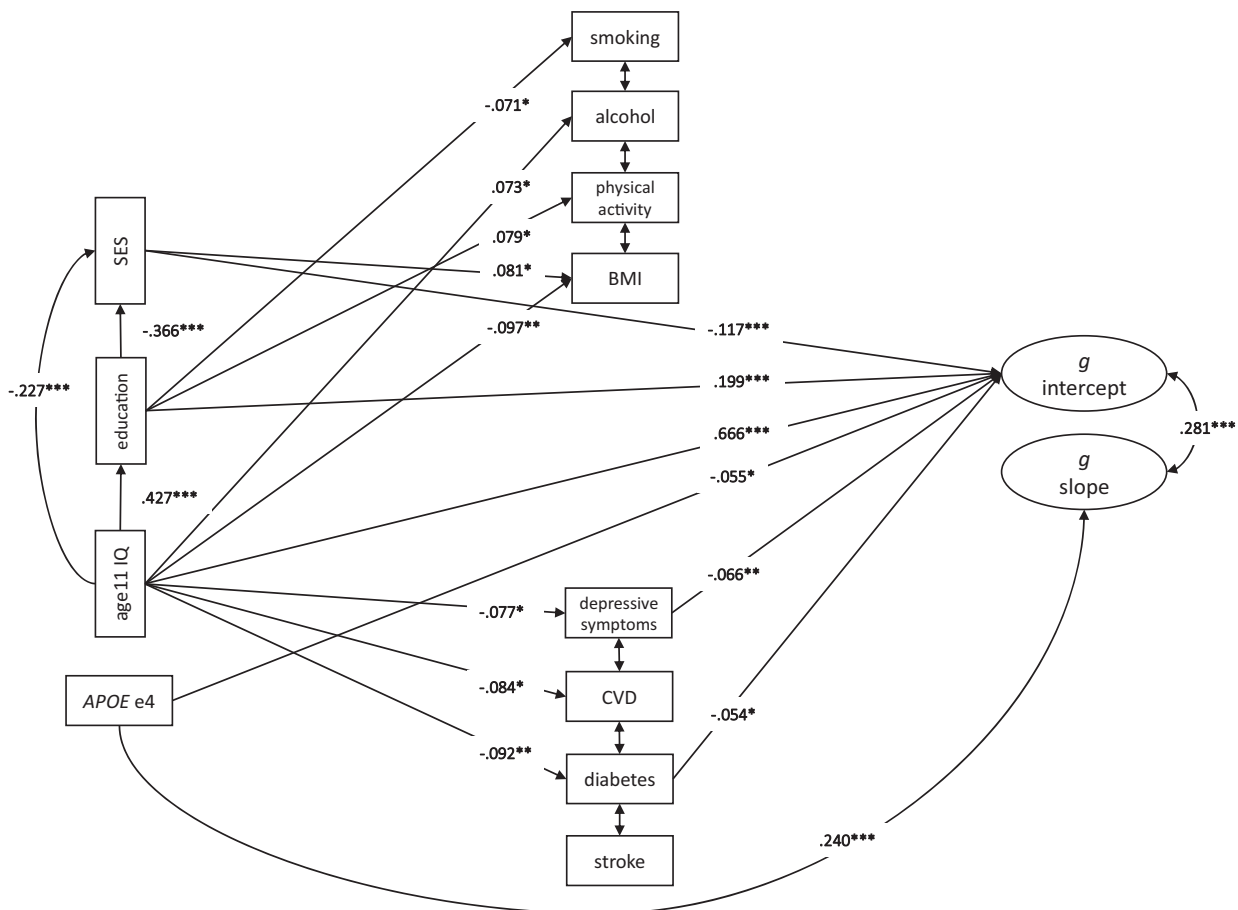 smoking
-.071*
alcohol
.073*
physical
activity
.079*
SES
.081*
BMI
-.097**
-.117***
-.366***
g
intercept
-.227***
education
.199***
.281***
.666***
g
slope
-.055*
.427***
age11 IQ
-.066**
-.077*
depressive
symptoms
-.084*
CVD
APOE e4
-.054*
-.092**
diabetes
.240***
stroke